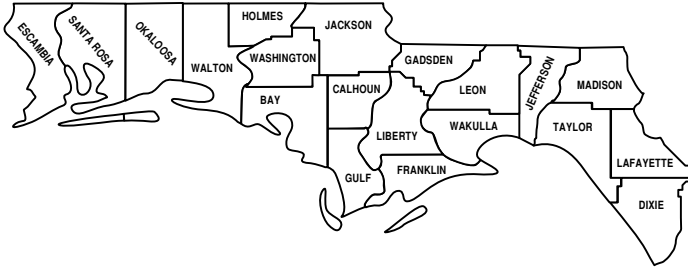 ESCAMBIA
SANTA ROSA
OKALOOSA
WALTON
HOLMES
WASHINGTON
BAY
JACKSON
CALHOUN
GULF
GADSDEN
LIBERTY
FRANKLIN
LEON
WAKULLA
JEFFERSON
MADISON
TAYLOR
LAFAYETTE
DIXIE